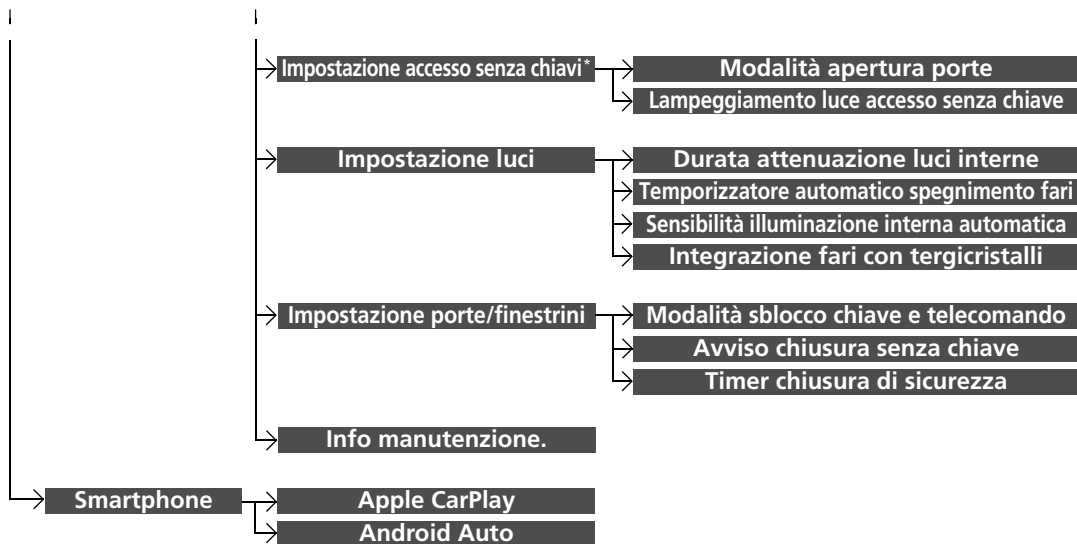 Impostazione accesso senza chiavi*
Modalità apertura porte
Lampeggiamento luce accesso senza chiave
Impostazione luci
Durata attenuazione luci interne
Temporizzatore automatico spegnimento fari
Sensibilità illuminazione interna automatica
Integrazione fari con tergicristalli
Impostazione porte/finestrini
Modalità sblocco chiave e telecomando
Avviso chiusura senza chiave
Timer chiusura di sicurezza
Info manutenzione.
Smartphone
Apple CarPlay
Android Auto